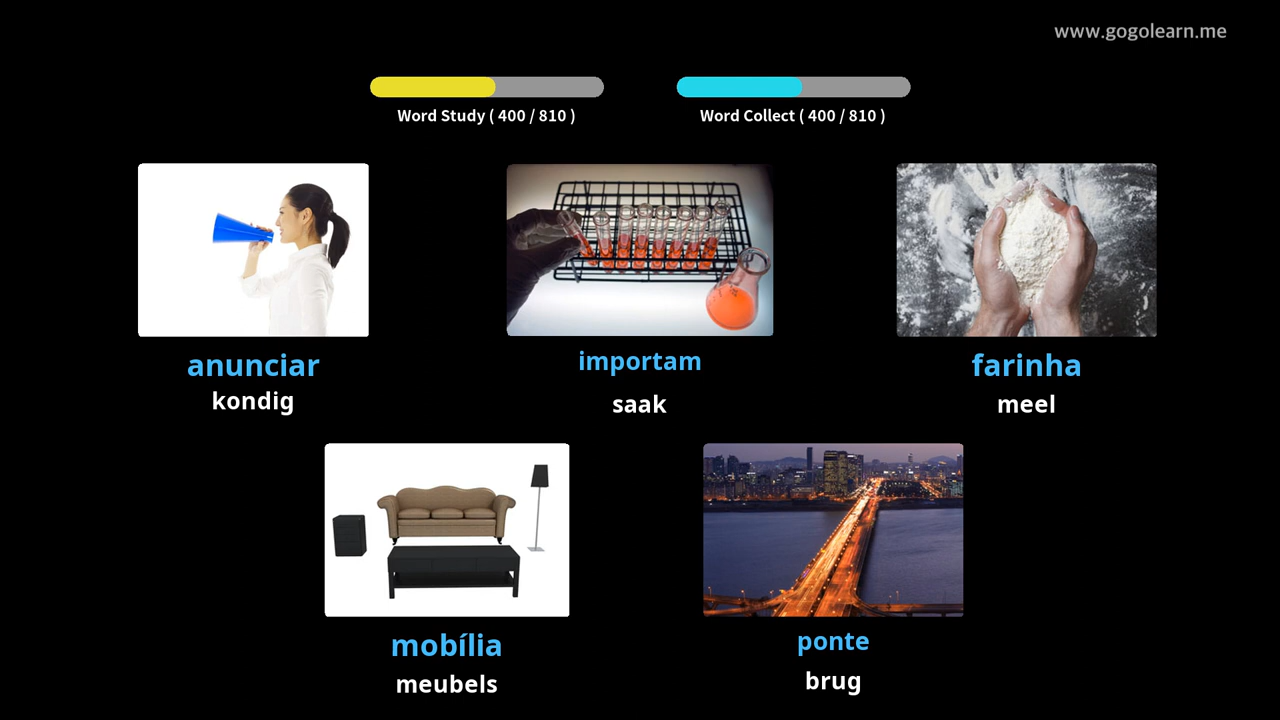 www.gogolearn.me
Word Study ( 400 / 810 )
Word Collect ( 400 / 810 )
anunciar
kondig
importam
saak
farinha
meel
mobília
meubels
ponte
brug